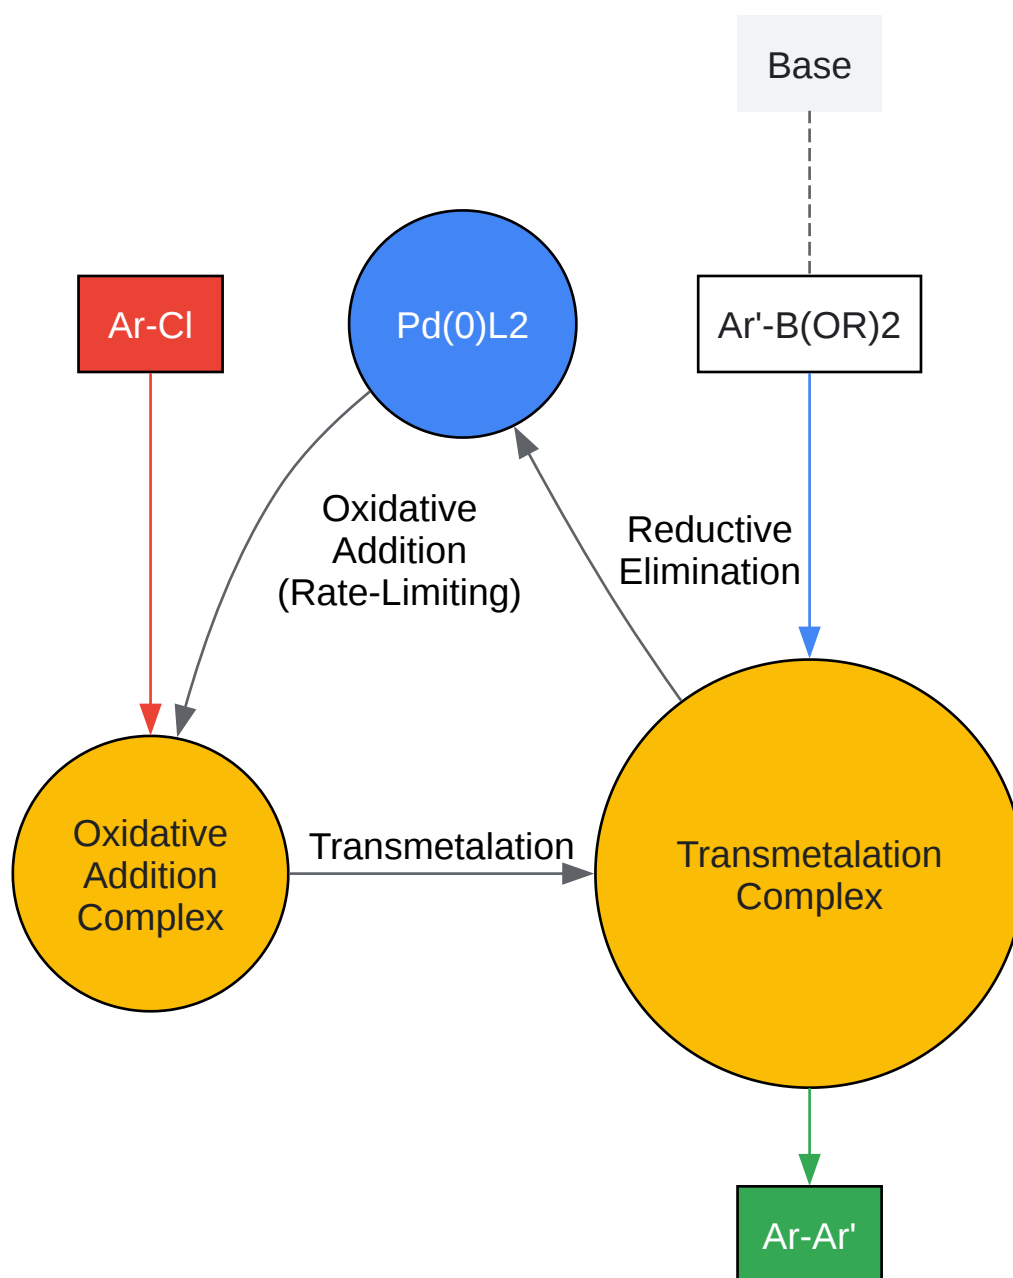 Base
Ar-Cl
Pd(0)L2
Ar'-B(OR)2
Oxidative
Addition
(Rate-Limiting)
Reductive
Elimination
Oxidative
Addition
Complex
Transmetalation
Transmetalation
Complex
Ar-Ar'